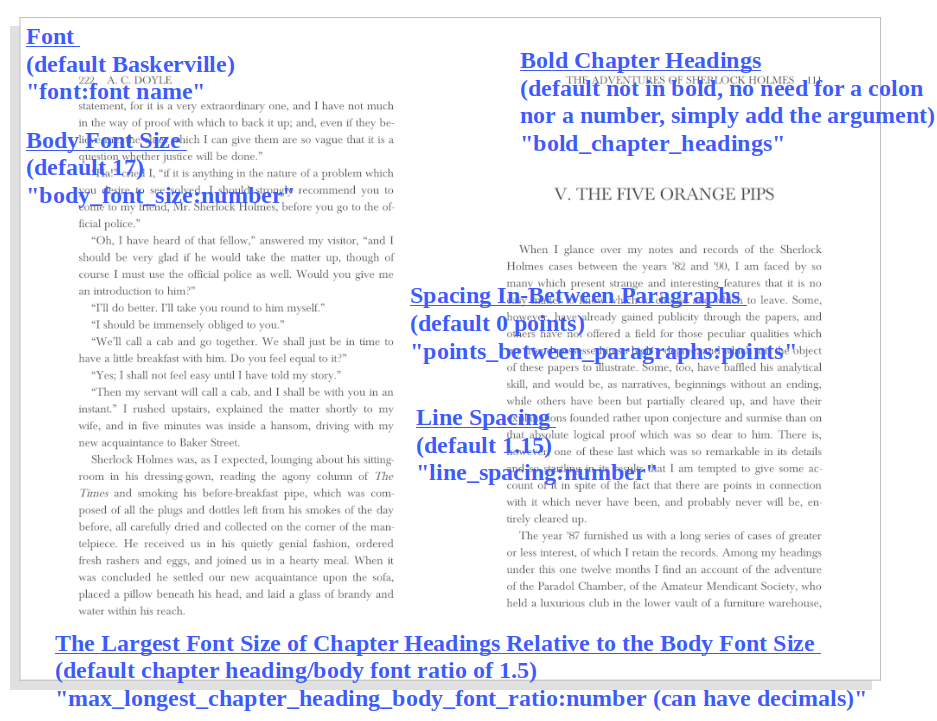 Font
(default Baskerville)
222 A. C. DOYLE
"font:font name"
statement, for it is a very extraordinary one, and I have not much
in the way of proof with which to back it up; and, even if they be-
Body Font Size
which I can give them are so vague that it is a
question whether justice will be done.”
(default 17)
cried I, “if it is anything in the nature of a problem which
you desire to see solved, I should strongly recommend you to
"body_font_size:number"
come to my friend, Mr. Sherlock Holmes, before you go to the of-
ficial police.”
“Oh, I have heard of that fellow,” answered my visitor, “and I
should be very glad if he would take the matter up, though of
course I must use the official police as well. Would you give me
an introduction to him?”
“I’ll do better. I’ll take you round to him myself.”
“I should be immensely obliged to you.”
“We’ll call a cab and go together. We shall just be in time to
have a little breakfast with him. Do you feel equal to it?”
“Yes; I shall not feel easy until I have told my story.”
“Then my servant will call a cab, and I shall be with you in an
instant.” I rushed upstairs, explained the matter shortly to my
wife, and in five minutes was inside a hansom, driving with my
new acquaintance to Baker Street.
Sherlock Holmes was, as I expected, lounging about his sitting-
room in his dressing-gown, reading the agony column of The
Times and smoking his before-breakfast pipe, which was com-
posed of all the plugs and dottles left from his smokes of the day
before, all carefully dried and collected on the corner of the man-
telpiece. He received us in his quietly genial fashion, ordered
fresh rashers and eggs, and joined us in a hearty meal. When it
was concluded he settled our new acquaintance upon the sofa,
placed a pillow beneath his head, and laid a glass of brandy and
water within his reach.
Bold Chapter Headings
THE ADVENTURES OF SHERLOCK HOLMES 111
(default not in bold, no need for a colon
nor a number, simply add the argument)
"bold_chapter_headings"
V. THE FIVE ORANGE PIPS
When I glance over my notes and records of the Sherlock
Holmes cases between the years ’82 and ’90, I am faced by so
many which present strange and interesting features that it is no
Spacing In-Between Paragraphs
to leave. Some,
however, have already gained publicity through the papers, and
(default 0 points)
others have not offered a field for those peculiar qualities which
"points_between_paragraphs:points"
object
of these papers to illustrate. Some, too, have baffled his analytical
skill, and would be, as narratives, beginnings without an ending,
while others have been but partially cleared up, and have their
Line Spacing
founded rather upon conjecture and surmise than on
that absolute logical proof which was so dear to him. There is,
(default 1.15)
however, one of these last which was so remarkable in its details
"line_spacing:number"
that I am tempted to give some ac-
count of it in spite of the fact that there are points in connection
with it which never have been, and probably never will be, en-
tirely cleared up.
The year ’87 furnished us with a long series of cases of greater
or less interest, of which I retain the records. Among my headings
under this one twelve months I find an account of the adventure
of the Paradol Chamber, of the Amateur Mendicant Society, who
held a luxurious club in the lower vault of a furniture warehouse,
The Largest Font Size of Chapter Headings Relative to the Body Font Size
(default chapter heading/body font ratio of 1.5)
"max_longest_chapter_heading_body_font_ratio:number (can have decimals)"